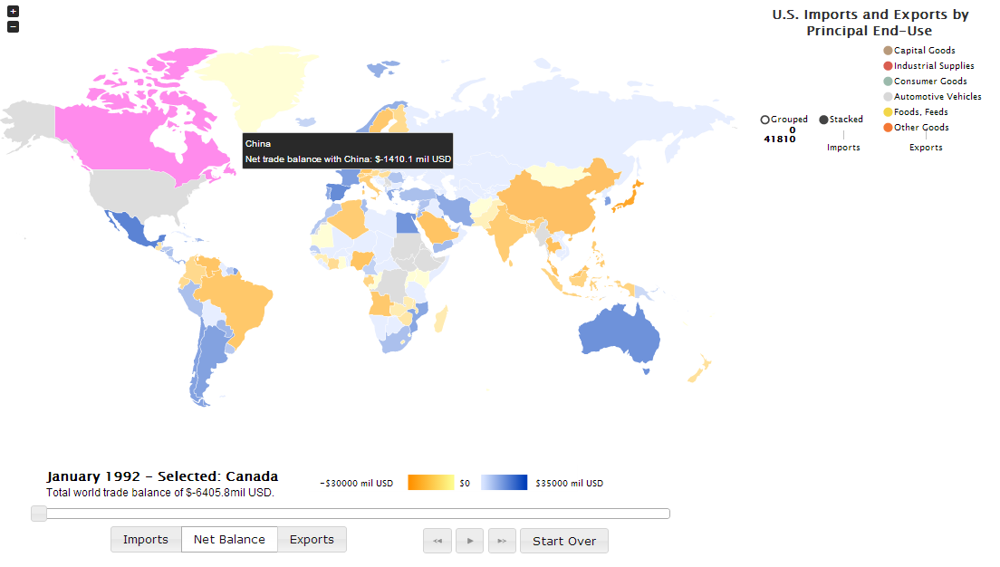 +
−
U.S. Imports and Exports by
Principal End-Use
Capital Goods
Industrial Supplies
Consumer Goods
Automotive Vehicles
Foods, Feeds
Other Goods
Grouped
Stacked
0
41810
Imports
Exports
China
Net trade balance with China: $-1410.1 mil USD
January 1992 - Selected: Canada
Total world trade balance of $-6405.8mil USD.
-$30000 mil USD
$0
$35000 mil USD
Imports
Net Balance
Exports
Start Over